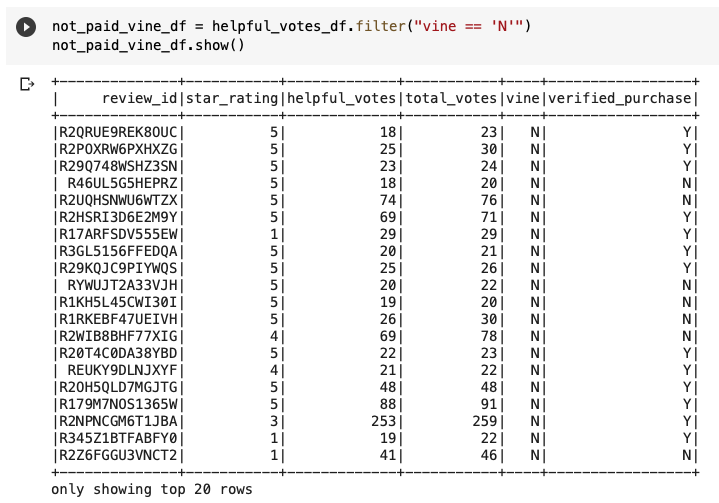 not_paid_vine_df = helpful_votes_df.filter("vine == 'N'")
not_paid_vine_df.show()
+--------------+-----------+-------------+-----------+----+-----------------+
|     review_id|star_rating|helpful_votes|total_votes|vine|verified_purchase|
+--------------+-----------+-------------+-----------+----+-----------------+
|R2QRUE9REK8OUC|          5|           18|         23|   N|                Y|
|R2POXRW6PXHXZG|          5|           25|         30|   N|                Y|
|R29Q748WSHZ3SN|          5|           23|         24|   N|                Y|
| R46UL5G5HEPRZ|          5|           18|         20|   N|                N|
|R2UQHSNWU6WTZX|          5|           74|         76|   N|                N|
|R2HSRI3D6E2M9Y|          5|           69|         71|   N|                Y|
|R17ARFSDV555EW|          1|           29|         29|   N|                Y|
|R3GL5156FFEDQA|          5|           20|         21|   N|                Y|
|R29KQJC9PIYWQS|          5|           25|         26|   N|                Y|
| RYWUJT2A33VJH|          5|           20|         22|   N|                N|
|R1KH5L45CWI30I|          5|           19|         20|   N|                N|
|R1RKEBF47UEIVH|          5|           26|         30|   N|                N|
|R2WIB8BHF77XIG|          4|           69|         78|   N|                N|
|R20T4C0DA38YBD|          5|           22|         23|   N|                Y|
| REUKY9DLNJXYF|          4|           21|         22|   N|                Y|
|R2OH5QLD7MGJTG|          5|           48|         48|   N|                Y|
|R179M7NOS1365W|          5|           88|         91|   N|                Y|
|R2NPNCGM6T1JBA|          3|          253|        259|   N|                Y|
|R345Z1BTFABFY0|          1|           19|         22|   N|                Y|
|R2Z6FGGU3VNCT2|          1|           41|         46|   N|                N|
+--------------+-----------+-------------+-----------+----+-----------------+
only showing top 20 rows